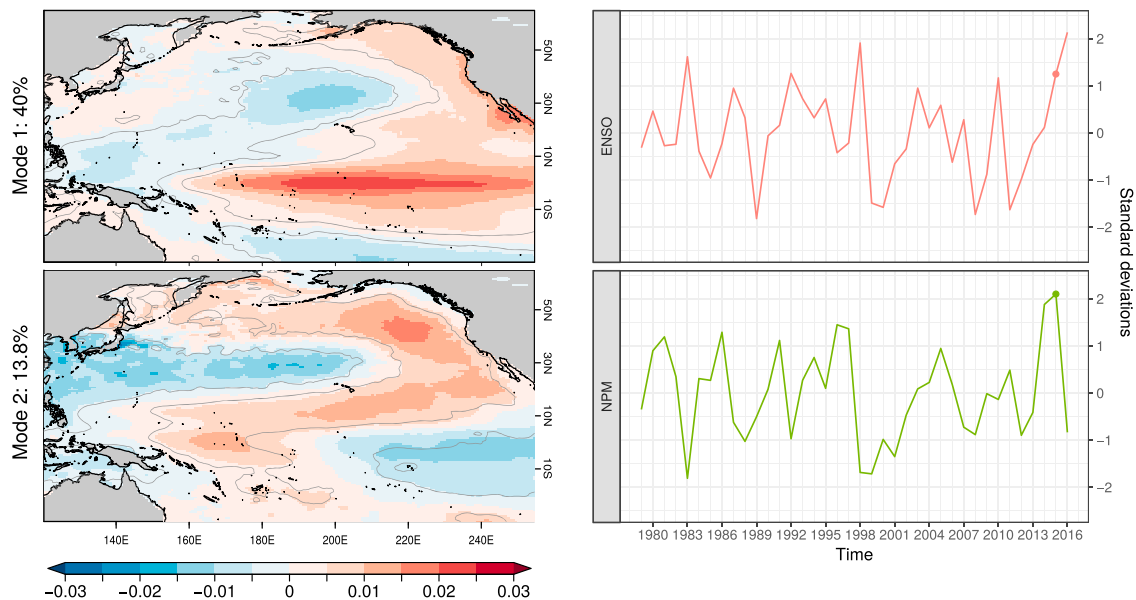 Mode 1: 40%
50N
30N
10N
10S
ENSO
2
1
0
−1
−2
Mode 2: 13.8%
50N
30N
10N
10S
NPM
2
1
0
−1
−2
Standard deviations
140E 160E 180E 200E 220E 240E
1980 1983 1986 1989 1992 1995 1998 2001 2004 2007 2010 2013 2016
Time
−0.03 −0.02 −0.01 0 0.01 0.02 0.03